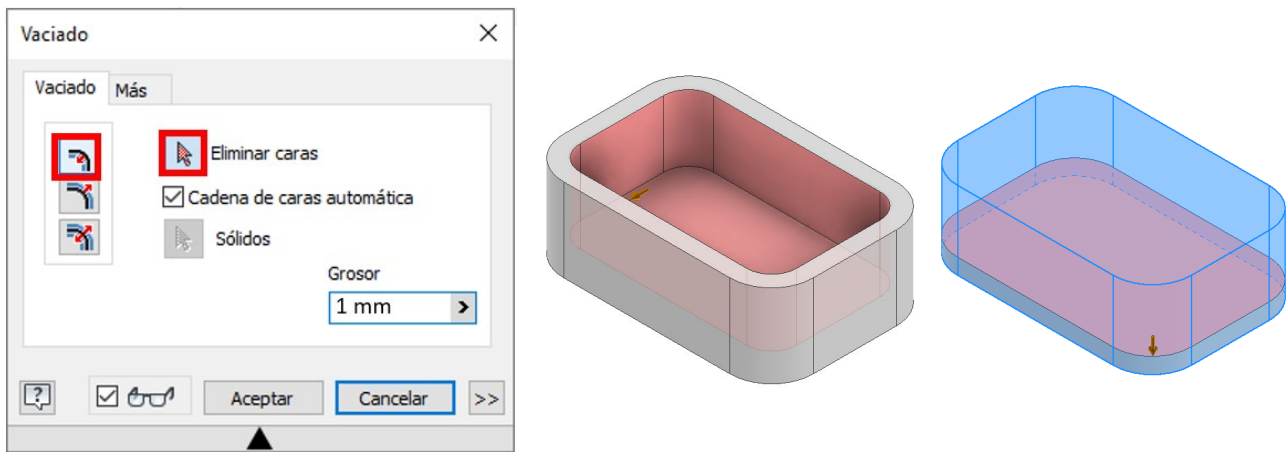 Vaciado
Vaciado Más
Eliminar caras
Cadena de caras automática
Sólidos
Grosor
1 mm
Aceptar Cancelar >>